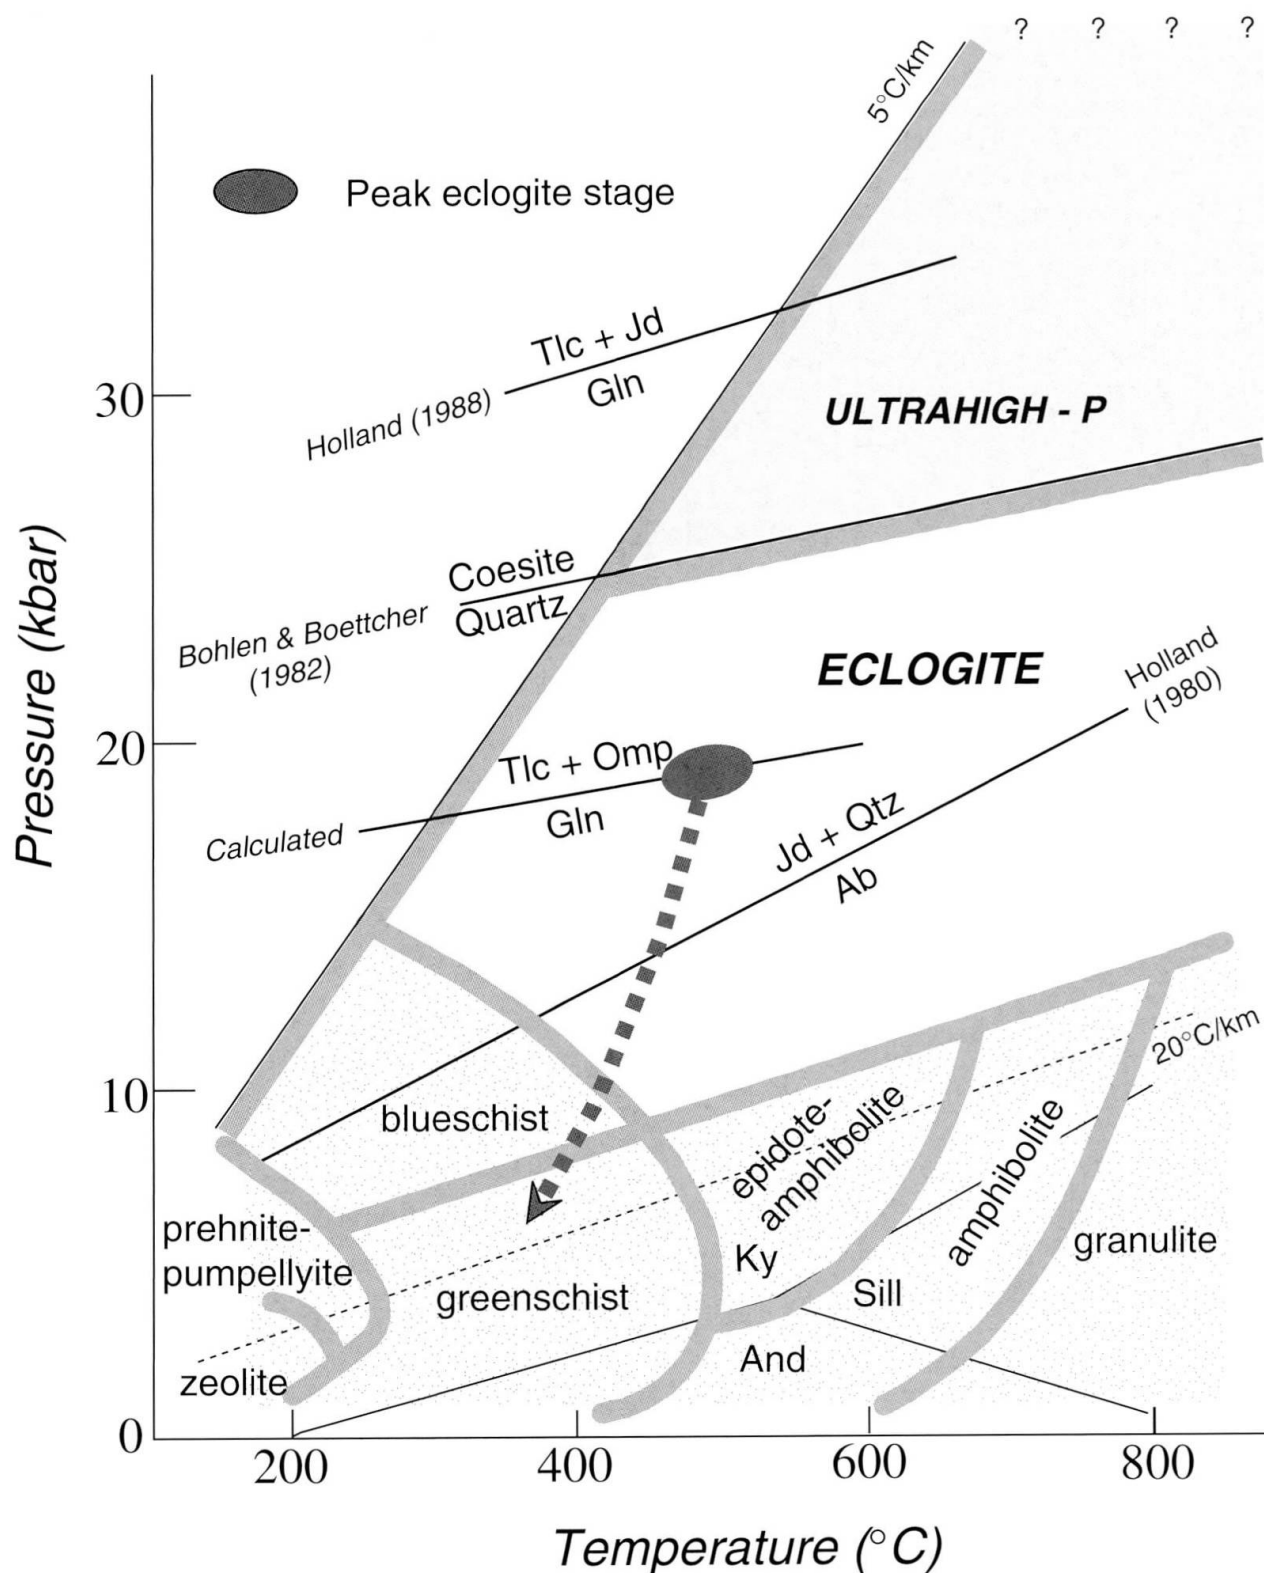 ? ? ? ?
5°C/km
Peak eclogite stage
Tlc + Jd
Gln
Holland (1988)
30
ULTRAHIGH - P
Coesite
Quartz
Bohlen & Boettcher
(1982)
ECLOGITE
Holland
(1980)
20
Tlc + Omp
Gln
Calculated
Jd + Qtz
Ab
Pressure (kbar)
10
20°C/km
blueschist
epidote-
amphibolite
amphibolite
prehnite-
pumpellyite
granulite
Ky
greenschist
Sill
And
zeolite
0
200
400
600
800
Temperature (°C)